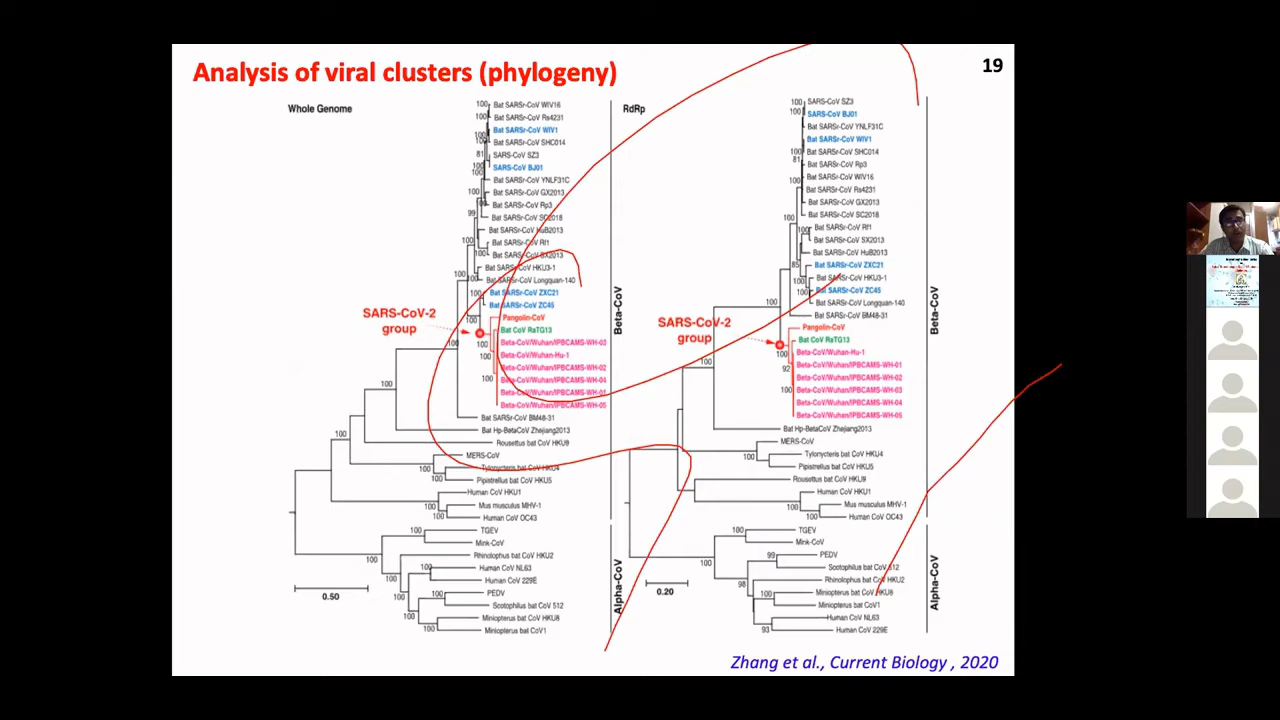 Analysis of viral clusters (phylogeny)
19
Whole Genome
Bat SARSr-CoV WIV16
Bat SARSr-CoV Rs4231
Bat SARSr-CoV WIV1
Bat SARSr-CoV SHC014
SARS-CoV SZ3
SARS-CoV BJ01
Bat SARSr-CoV YNLF31C
Bat SARSr-CoV GX2013
Bat SARSr-CoV Rp3
Bat SARSr-CoV SC2018
Bat SARSr-CoV HuB2013
Bat SARSr-CoV Rf1
Bat SARSr-CoV SX2013
Bat SARSr-CoV HKU3-1
Bat SARSr-CoV Longquan-140
Bat SARSr-CoV ZXC21
Bat SARSr-CoV ZC45
SARS-CoV-2
group
Pangolin-CoV
Bat CoV RaTG13
Beta-CoV/Wuhan/IPBCAMS-WH-03
Beta-CoV/Wuhan-Hu-1
Beta-CoV/Wuhan/IPBCAMS-WH-02
Beta-CoV/Wuhan/IPBCAMS-WH-04
Beta-CoV/Wuhan/IPBCAMS-WH-01
Beta-CoV/Wuhan/IPBCAMS-WH-05
Bat SARSr-CoV BM48-31
Bat Hp-BetaCoV Zhejiang2013
Rousettus bat CoV HKU9
MERS-CoV
Tylonycteris bat CoV HKU4
Pipistrellus bat CoV HKU5
Human CoV HKU1
Mus musculus MHV-1
Human CoV OC43
TGEV
Mink-CoV
Rhinolophus bat CoV HKU2
Human CoV NL63
Human CoV 229E
PEDV
Scotophilus bat CoV 512
Miniopterus bat CoV HKU8
Miniopterus bat CoV1
0.50
Beta-CoV
Alpha-CoV
RdRp
SARS-CoV SZ3
SARS-CoV BJ01
Bat SARSr-CoV YNLF31C
Bat SARSr-CoV WIV1
Bat SARSr-CoV SHC014
Bat SARSr-CoV Rp3
Bat SARSr-CoV WIV16
Bat SARSr-CoV Rs4231
Bat SARSr-CoV GX2013
Bat SARSr-CoV SC2018
Bat SARSr-CoV Rf1
Bat SARSr-CoV SX2013
Bat SARSr-CoV HuB2013
Bat SARSr-CoV ZXC21
Bat SARSr-CoV HKU3-1
Bat SARSr-CoV ZC45
Bat SARSr-CoV Longquan-140
Bat SARSr-CoV BM48-31
SARS-CoV-2
group
Pangolin-CoV
Bat CoV RaTG13
Beta-CoV/Wuhan-Hu-1
Beta-CoV/Wuhan/IPBCAMS-WH-01
Beta-CoV/Wuhan/IPBCAMS-WH-02
Beta-CoV/Wuhan/IPBCAMS-WH-03
Beta-CoV/Wuhan/IPBCAMS-WH-04
Beta-CoV/Wuhan/IPBCAMS-WH-05
Bat Hp-BetaCoV Zhejiang2013
MERS-CoV
Tylonycteris bat CoV HKU4
Pipistrellus bat CoV HKU5
Rousettus bat CoV HKU9
Human CoV HKU1
Mus musculus MHV-1
Human CoV OC43
TGEV
Mink-CoV
PEDV
Scotophilus bat CoV 512
Rhinolophus bat CoV HKU2
Miniopterus bat CoV HKU8
Miniopterus bat CoV1
Human CoV NL63
Human CoV 229E
0.20
Beta-CoV
Alpha-CoV
Zhang et al., Current Biology , 2020